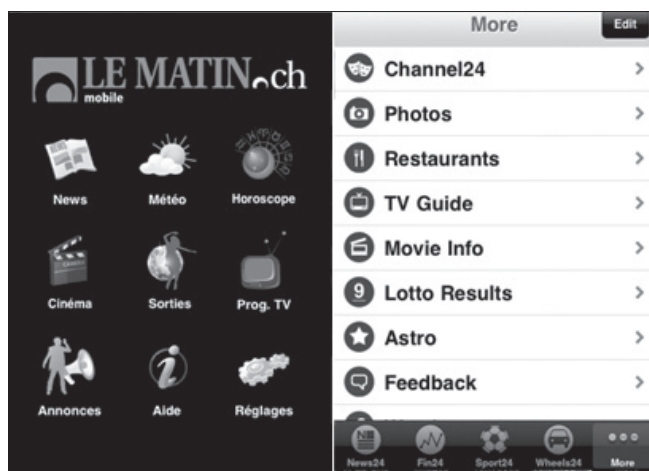 LE MATIN.ch
mobile
News
Météo
Horoscope
Cinéma
Sorties
Prog. TV
Annonces
Aide
Réglages
More
Edit
Channel24
Photos
Restaurants
TV Guide
Movie Info
9
Lotto Results
Astro
Feedback
News24
Fin24
Sport24
Wheels24
More